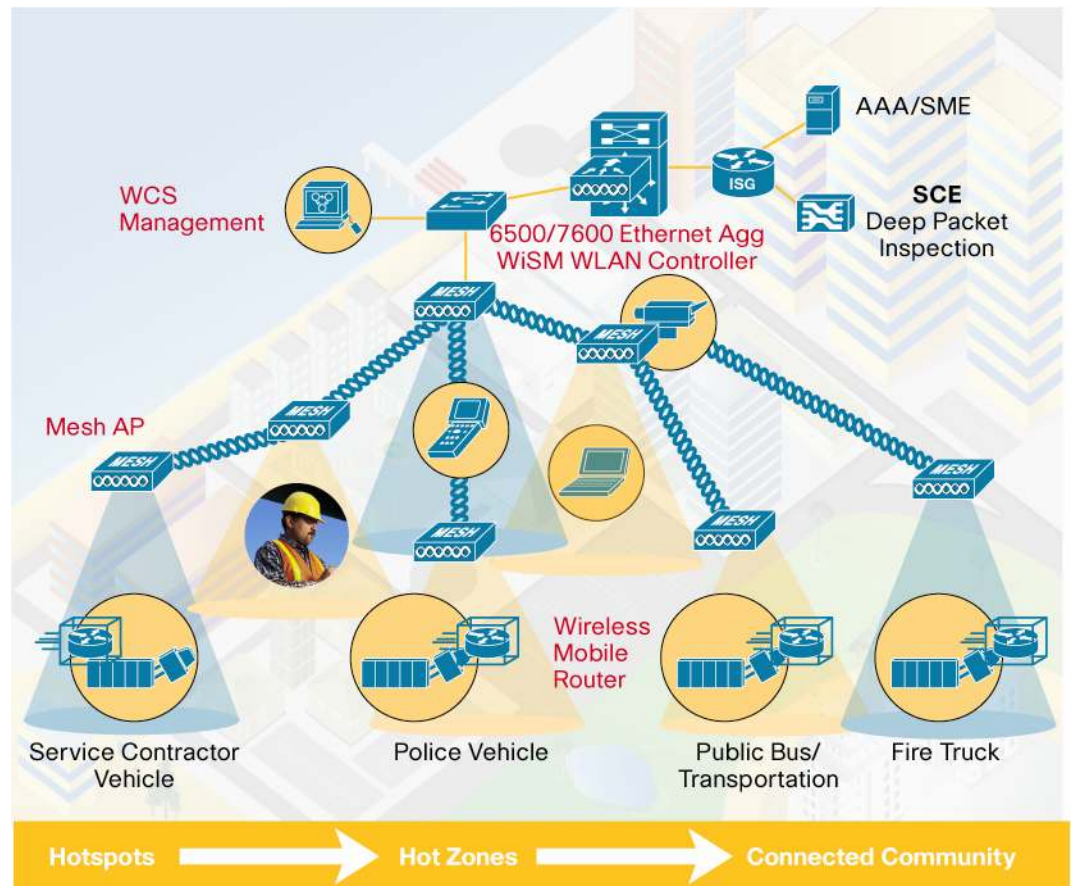 AAA/SME
WCS
Management
ISG
SCE
Deep Packet
Inspection
6500/7600 Ethernet Agg
WiSM WLAN Controller
MESH
Mesh AP
MESH
MESH
MESH
MESH
MESH
Wireless
Mobile
Router
Service Contractor
Vehicle
Police Vehicle
Public Bus/
Transportation
Fire Truck
Hotspots
Hot Zones
Connected Community